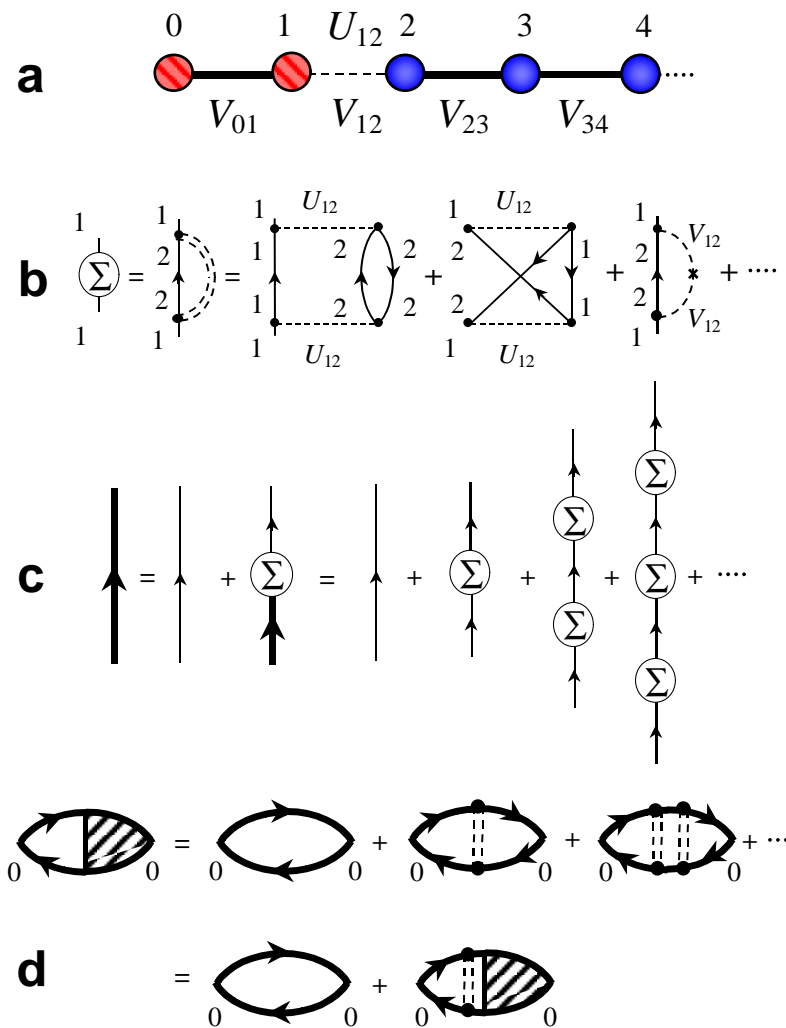 0 1 U₁₂ 2 3 4
a ....
V₀₁ V₁₂ V₂₃ V₃₄
1 1 1 U₁₂ 1 U₁₂ 1 V₁₂
2 1 2 2 2 1 2
b Σ = = + + + ....
2 1 2 2 2 1 2
1 1 1 U₁₂ 1 U₁₂ 1 V₁₂
Σ
Σ
c = + Σ = + Σ + + Σ + ....
Σ
Σ
= + + + ...
0 0 0 0 0 0 0 0
d = +
0 0 0 0